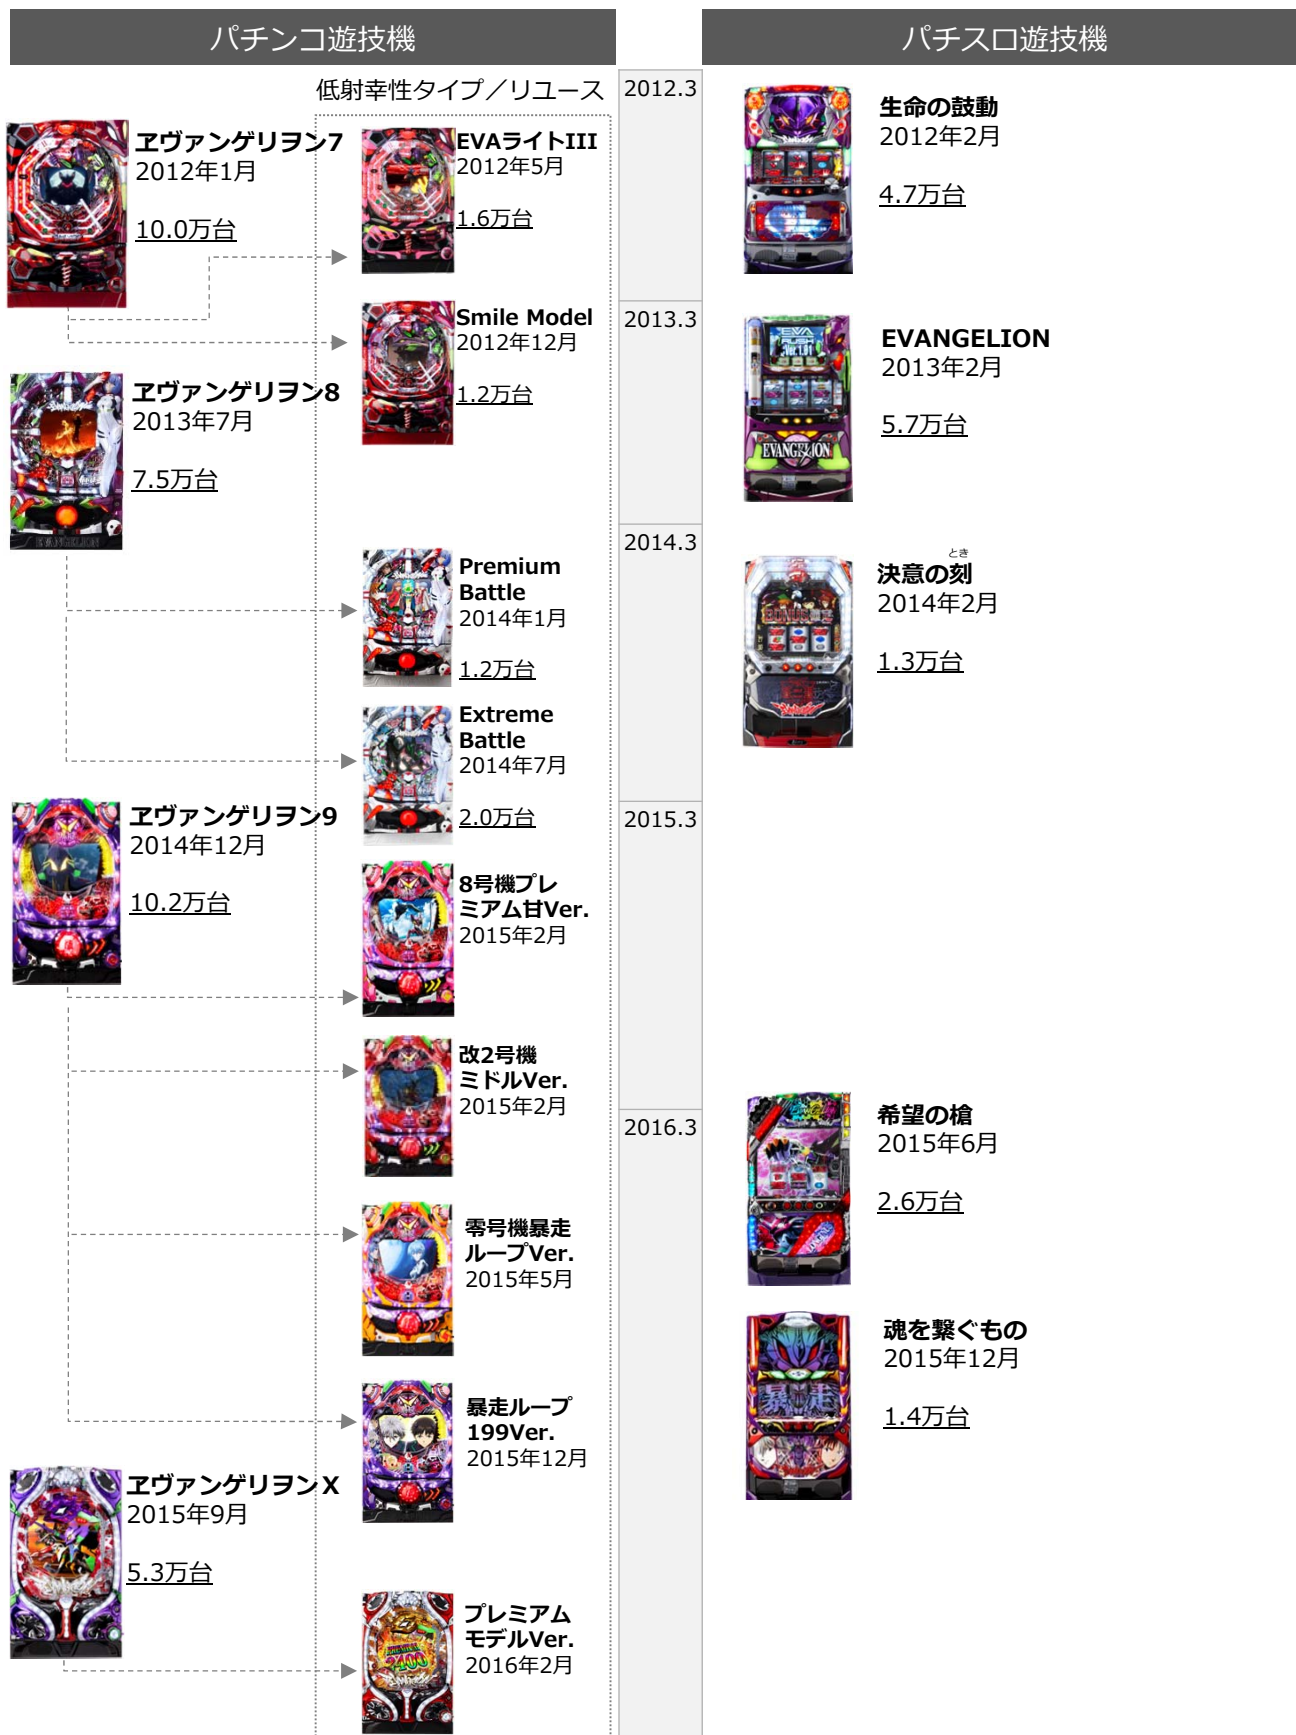 パチンコ遊技機
パチスロ遊技機
低射幸性タイプ／リユース
ヱヴァンゲリヲン7
2012年1月
10.0万台
EVAライトIII
2012年5月
1.6万台
Smile Model
2012年12月
1.2万台
ヱヴァンゲリヲン8
2013年7月
7.5万台
EVANGELION
Premium
Battle
2014年1月
1.2万台
Extreme
Battle
2014年7月
2.0万台
ヱヴァンゲリヲン9
2014年12月
10.2万台
8号機プレ
ミアム甘Ver.
2015年2月
改2号機
ミドルVer.
2015年2月
零号機暴走
ループVer.
2015年5月
暴走ループ
199Ver.
2015年12月
ヱヴァンゲリヲンX
2015年9月
5.3万台
プレミアム
モデルVer.
2016年2月
2400
2012.3
2013.3
2014.3
2015.3
2016.3
生命の鼓動
2012年2月
4.7万台
EVA
RUSH
Ver.1.01
EVANGELION
EVANGELION
2013年2月
5.7万台
とき
決意の刻
2014年2月
1.3万台
BONUS
希望の槍
2015年6月
2.6万台
魂を繋ぐもの
2015年12月
1.4万台
暴走